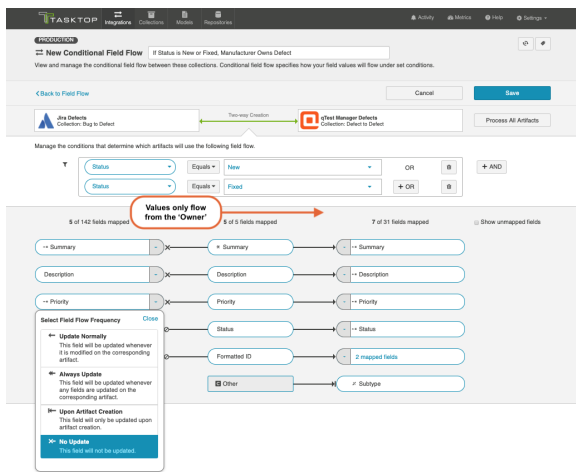 TASKTOP
Integrations
Collections
Models
Repositories
Activity
Metrics
Help
Settings
PRODUCTION
New Conditional Field Flow
If Status is New or Fixed, Manufacturer Owns Defect
View and manage the conditional field flow between these collections. Conditional field flow specifies how your field values will flow under set conditions.
Back to Field Flow
Cancel
Save
Jira Defects
Collection: Bug to Defect
Two-way Creation
qTest Manager Defects
Collection: Defect to Defect
Process All Artifacts
Manage the conditions that determine which artifacts will use the following field flow.
Status
Equals
New
OR
+ AND
Status
Equals
Fixed
+ OR
Values only flow
from the 'Owner'
5 of 142 fields mapped
5 of 5 fields mapped
7 of 31 fields mapped
Show unmapped fields
Summary
* Summary
Summary
Description
Description
Description
Priority
Priority
Priority
Select Field Flow Frequency
Close
Status
Status
Update Normally
This field will be updated whenever
it is modified on the corresponding
artifact.
Formatted ID
2 mapped fields
Always Update
This field will be updated whenever
any fields are updated on the
corresponding artifact.
C Other
Subtype
Upon Artifact Creation
This field will only be updated upon
artifact creation.
No Update
This field will not be updated.